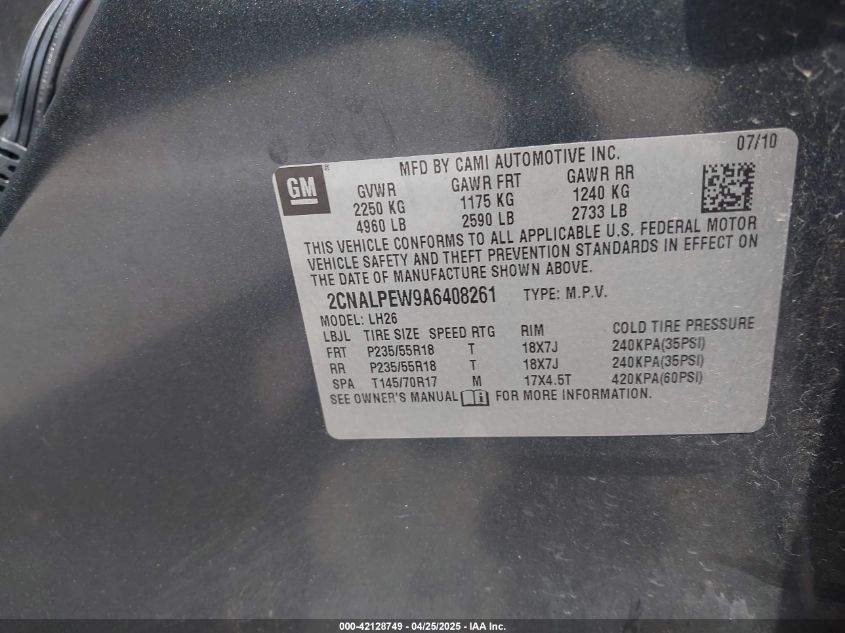 GM®
MFD BY CAMI AUTOMOTIVE INC. 07/10
GVWR GAWR FRT GAWR RR
2250 KG 1175 KG 1240 KG
4960 LB 2590 LB 2733 LB
THIS VEHICLE CONFORMS TO ALL APPLICABLE U.S. FEDERAL MOTOR
VEHICLE SAFETY AND THEFT PREVENTION STANDARDS IN EFFECT ON
THE DATE OF MANUFACTURE SHOWN ABOVE.
2CNALPEW9A6408261 TYPE: M.P.V.
MODEL: LH26
LBJL TIRE SIZE SPEED RTG RIM COLD TIRE PRESSURE
FRT P235/55R18 T 18X7J 240KPA(35PSI)
RR P235/55R18 T 18X7J 240KPA(35PSI)
SPA T145/70R17 M 17X4.5T 420KPA(60PSI)
SEE OWNER'S MANUAL i FOR MORE INFORMATION.
000-42128749 - 04/25/2025 - IAA Inc.